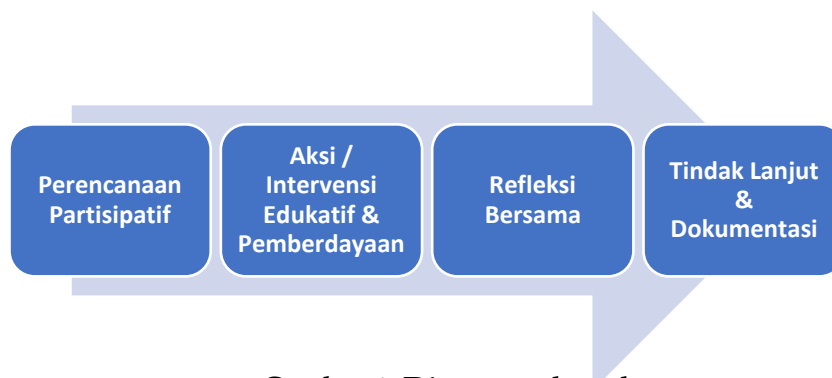 Perencanaan
Partisipatif
Aksi /
Intervensi
Edukatif &
Pemberdayaan
Refleksi
Bersama
Tindak Lanjut
&
Dokumentasi